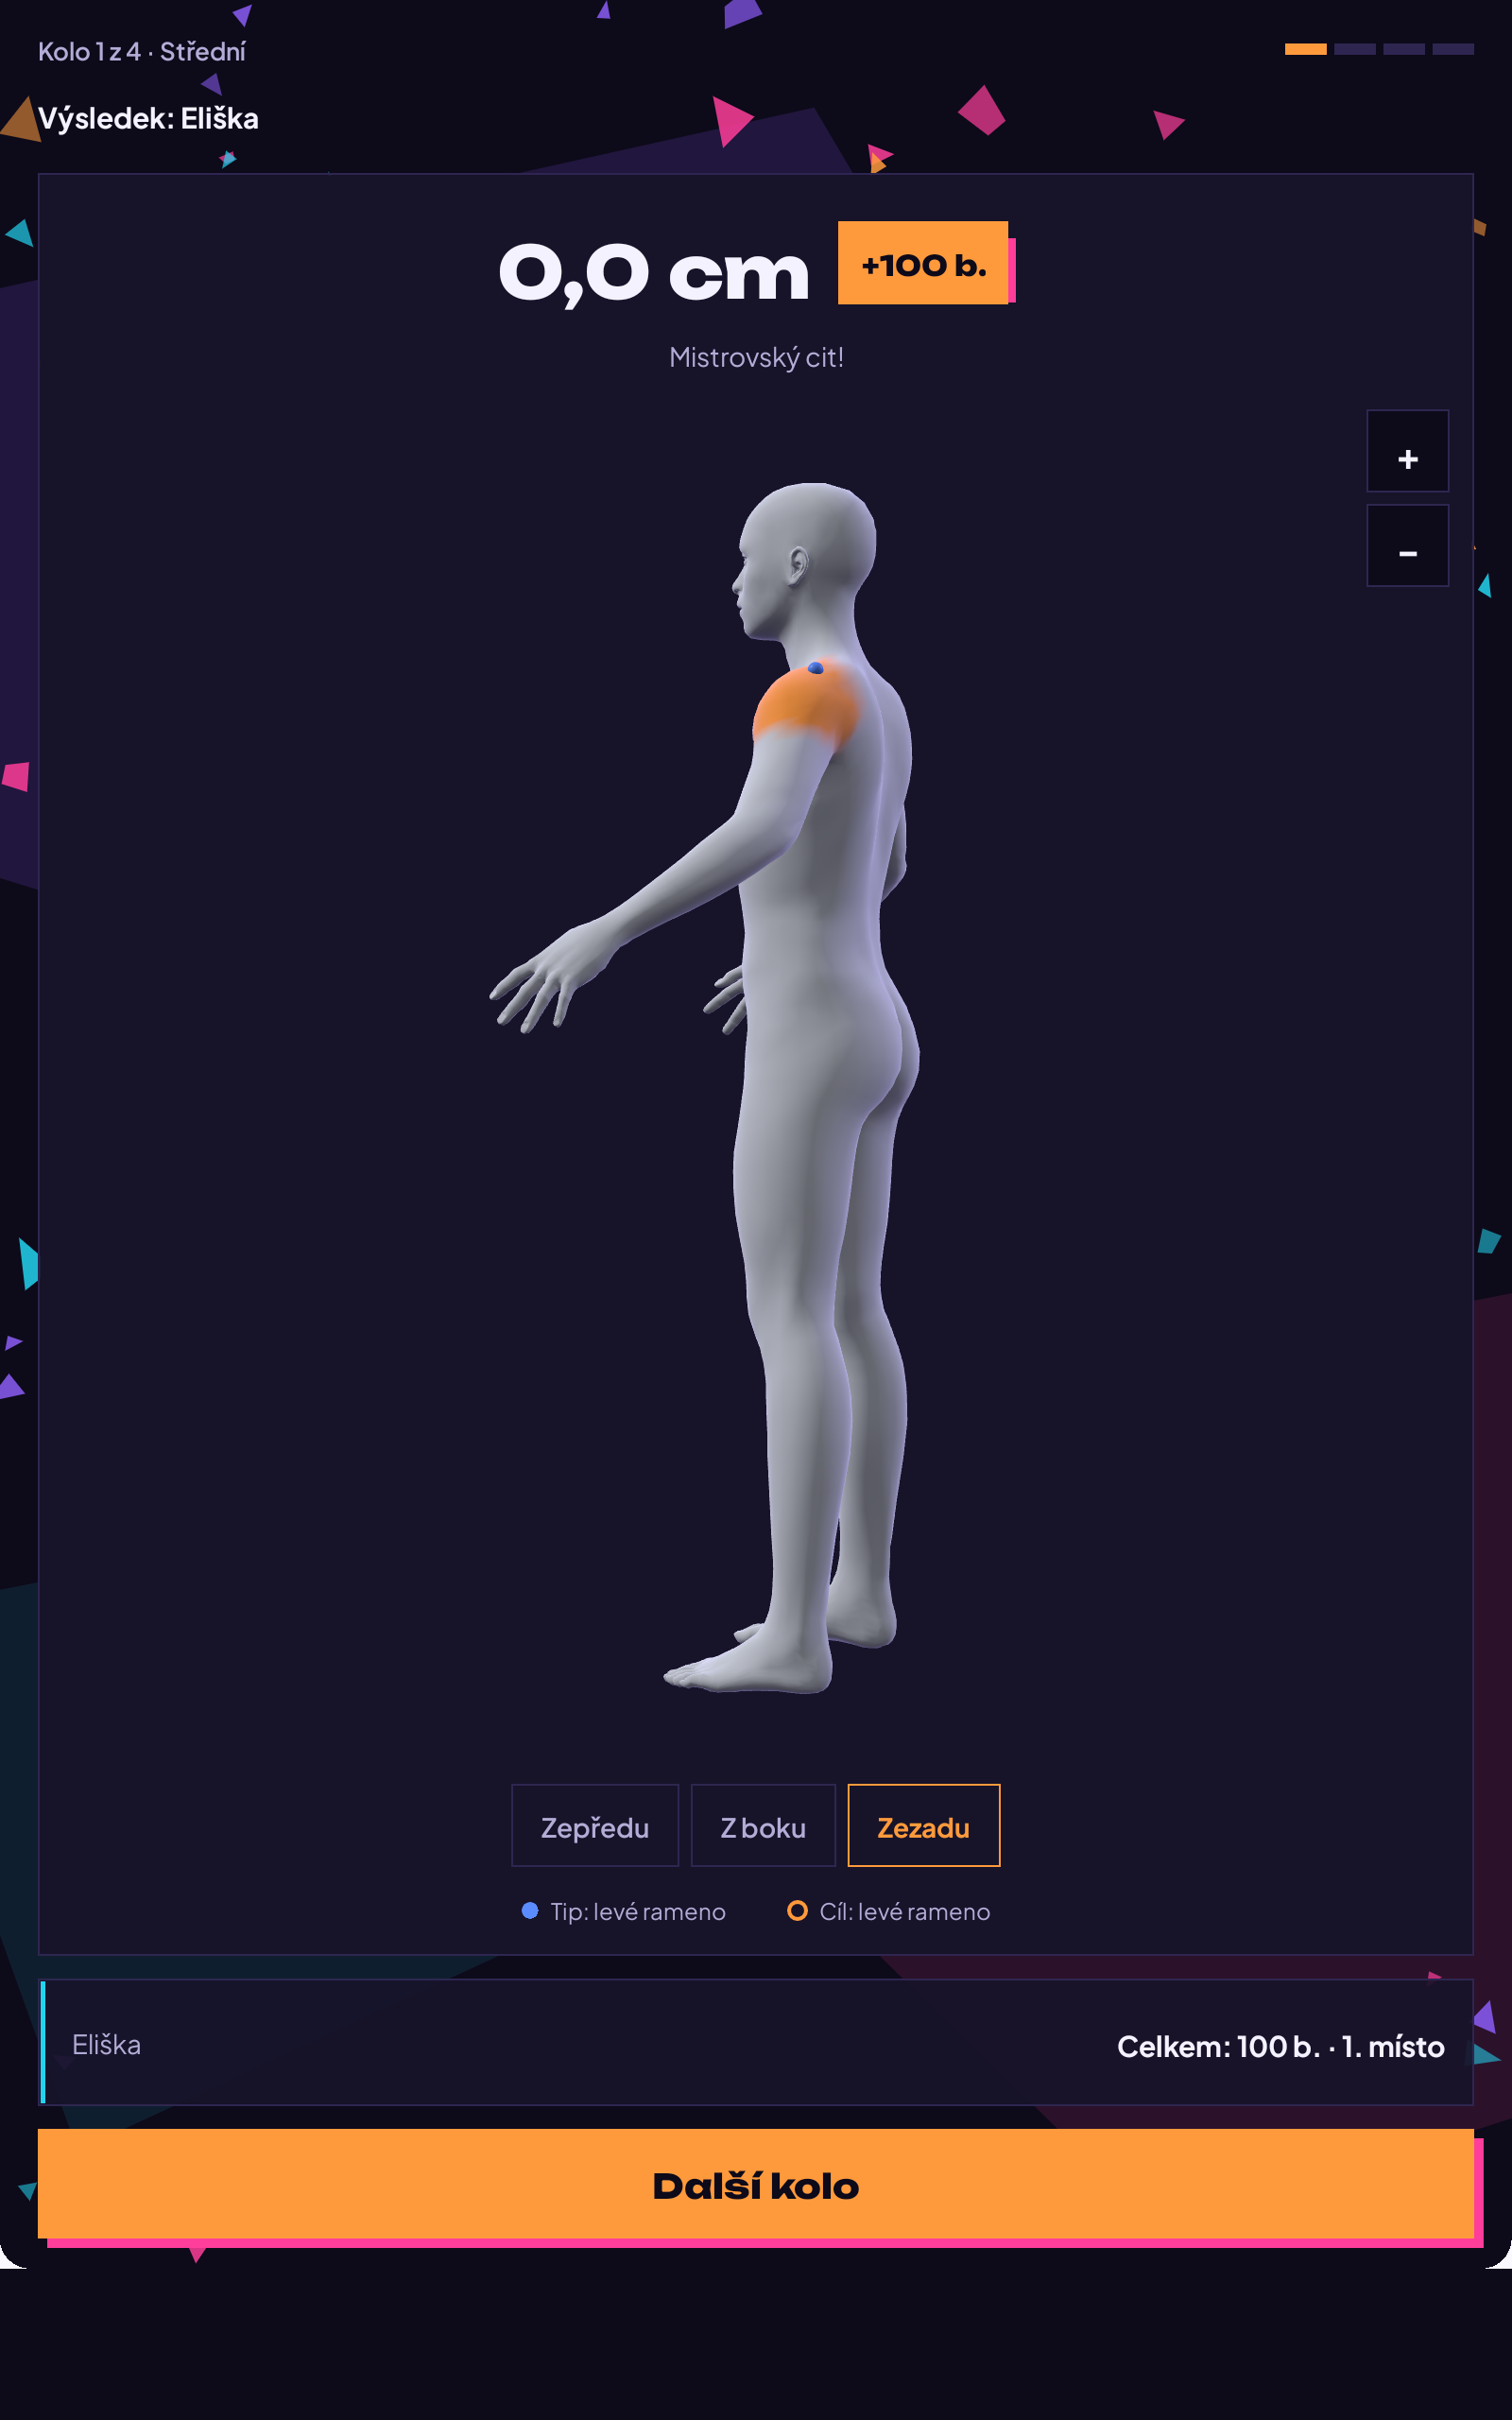 Kolo 1 z 4 · Střední
Výsledek: Eliška
0,0 cm
+100 b.
Mistrovský cit!
+
−
Zepředu
Z boku
Zezadu
Tip: levé rameno
Cíl: levé rameno
Eliška
Celkem: 100 b. · 1. místo
Další kolo